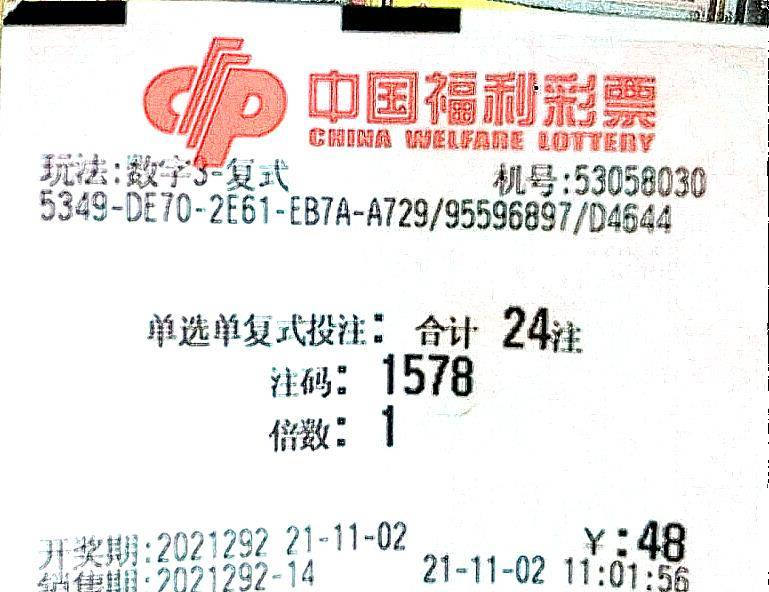 中国福利彩票
CHINA WELFARE LOTTERY
玩法:数字3-复式 机号:53058030
5349-DE70-2E61-EB7A-A729/95596897/D4644
单选单复式投注: 合计 24注
注码: 1578
倍数: 1
开奖期:2021292 21-11-02 ¥:48
销售期:2021292-14 21-11-02 11:01:56